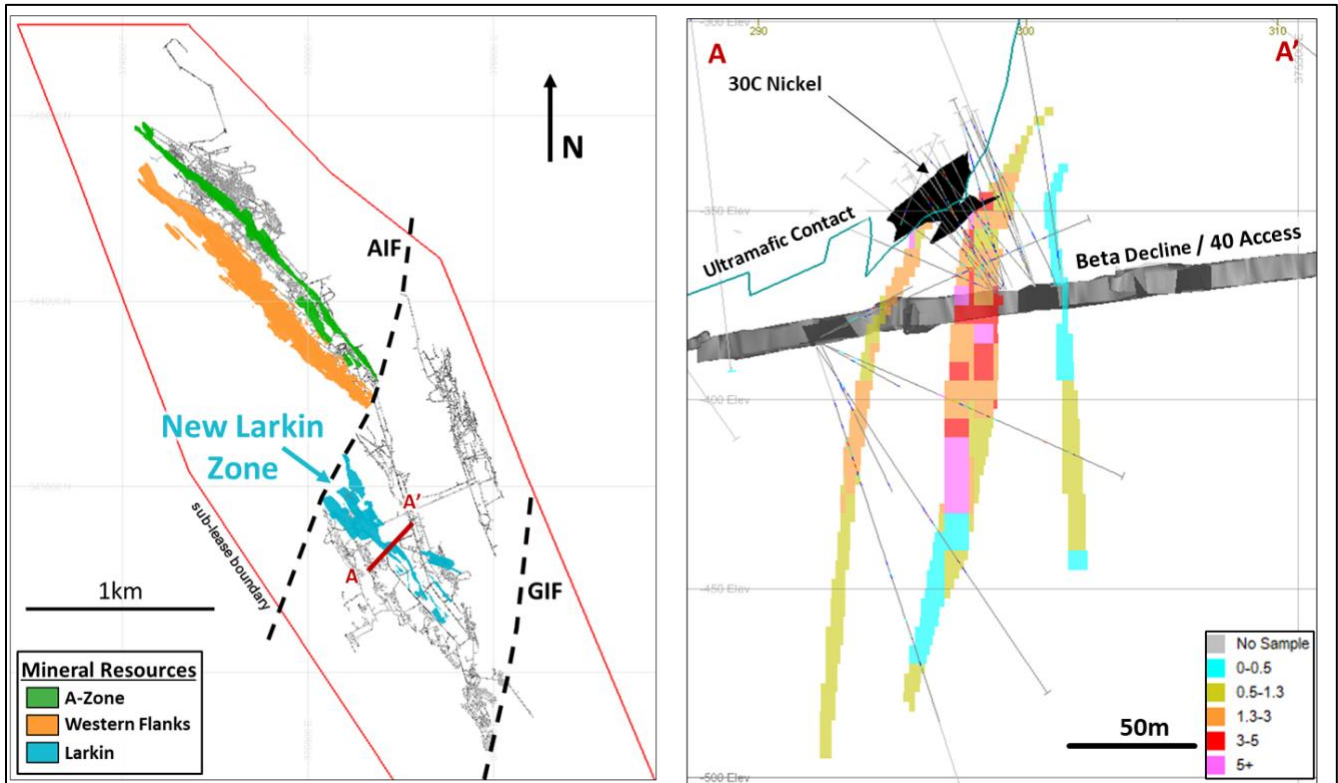 N
AIF
New Larkin
Zone
A'
A
sub-lease boundary
GIF
1km
Mineral Resources
A-Zone
Western Flanks
Larkin
290
300
310
A
A'
30C Nickel
-350 Elev
Ultramafic Contact
Beta Decline / 40 Access
-400 Elev
-450 Elev
-500 Elev
50m
No Sample
0-0.5
0.5-1.3
1.3-3
3-5
5+